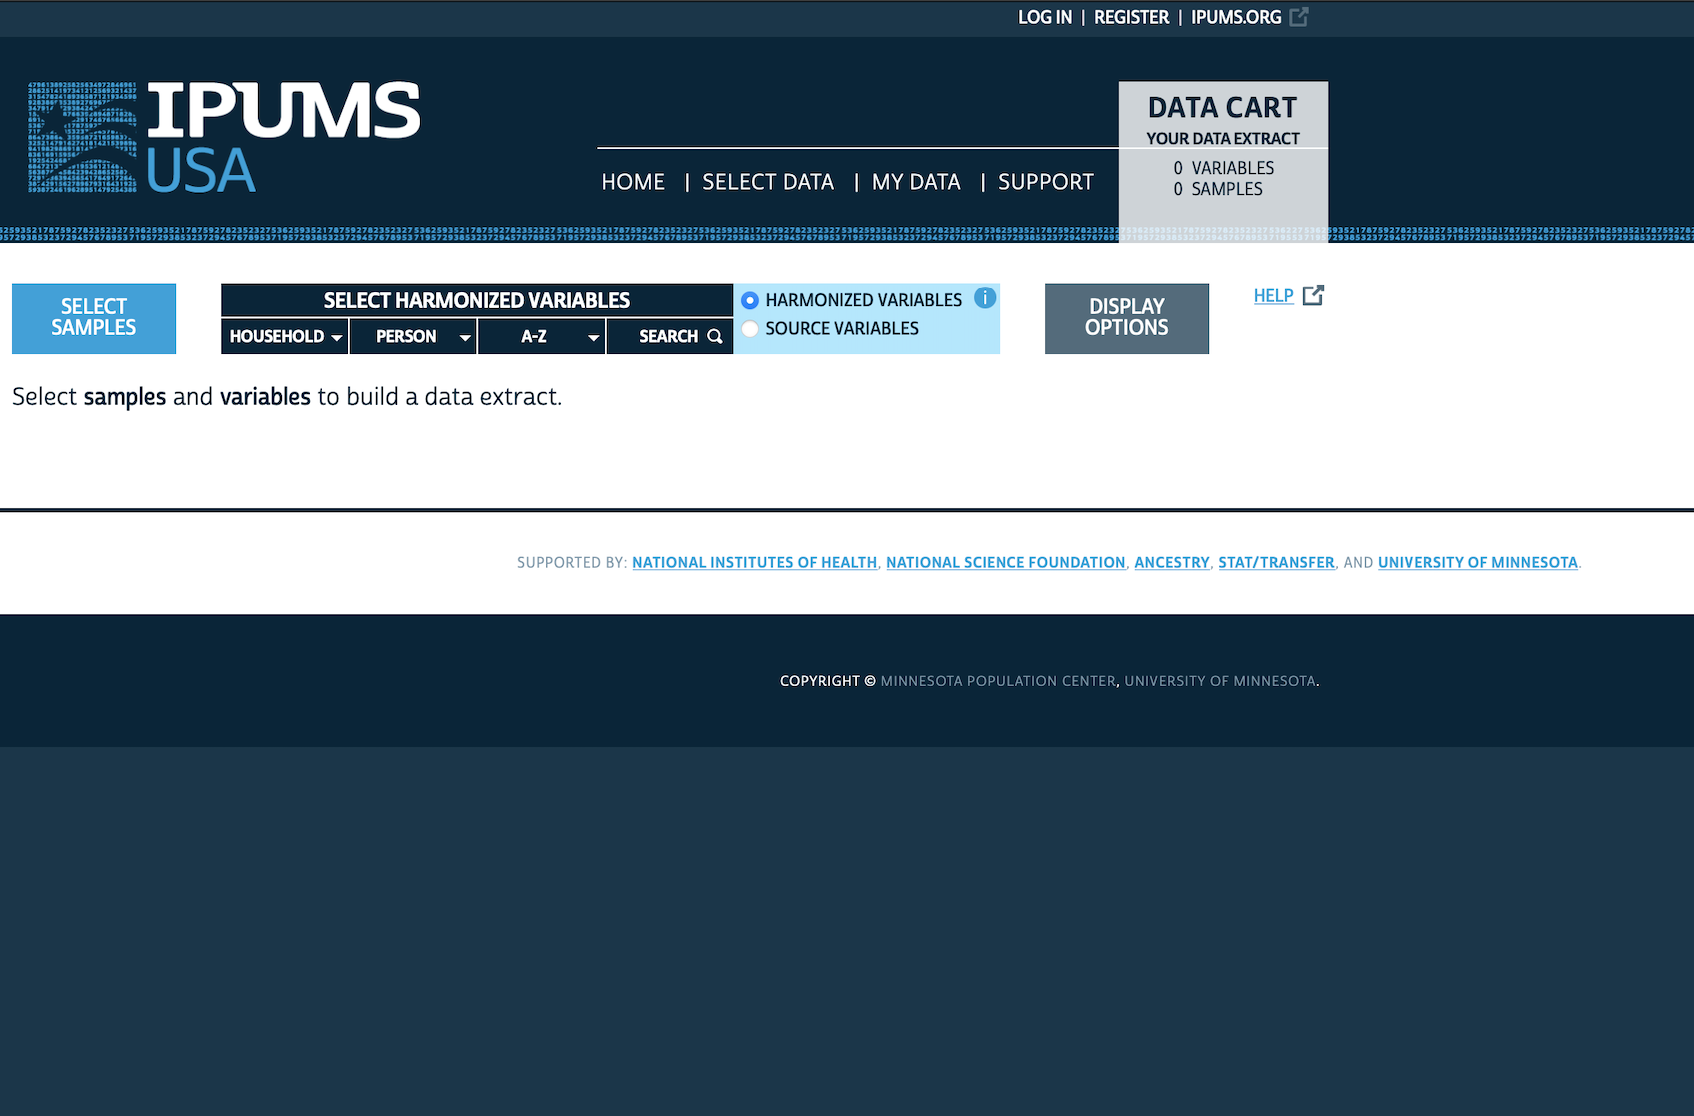 LOG IN | REGISTER | IPUMS.ORG
IPUMS
USA
DATA CART
YOUR DATA EXTRACT
0 VARIABLES
0 SAMPLES
HOME | SELECT DATA | MY DATA | SUPPORT
SELECT
SAMPLES
SELECT HARMONIZED VARIABLES
HOUSEHOLD PERSON A-Z SEARCH
HARMONIZED VARIABLES i
SOURCE VARIABLES
DISPLAY
OPTIONS
HELP
Select samples and variables to build a data extract.
SUPPORTED BY: NATIONAL INSTITUTES OF HEALTH, NATIONAL SCIENCE FOUNDATION, ANCESTRY, STAT/TRANSFER, AND UNIVERSITY OF MINNESOTA.
COPYRIGHT © MINNESOTA POPULATION CENTER, UNIVERSITY OF MINNESOTA.